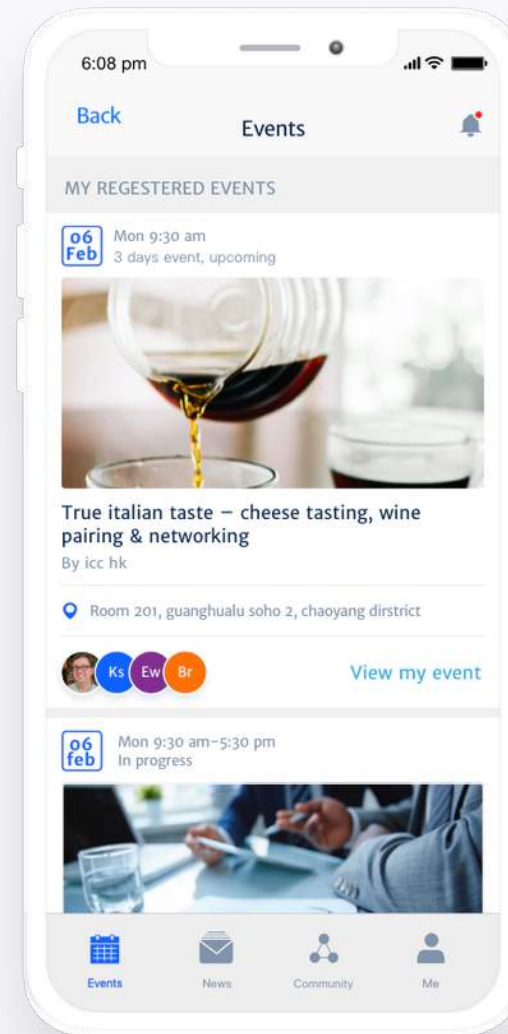 6:08 pm
Back
Events
MY REGESTERED EVENTS
06
Feb
Mon 9:30 am
3 days event, upcoming
True italian taste – cheese tasting, wine
pairing & networking
By icc hk
Room 201, guanghualu soho 2, chaoyang dirstrict
Ks
Ew
Br
View my event
06
feb
Mon 9:30 am-5:30 pm
In progress
Events
News
Community
Me